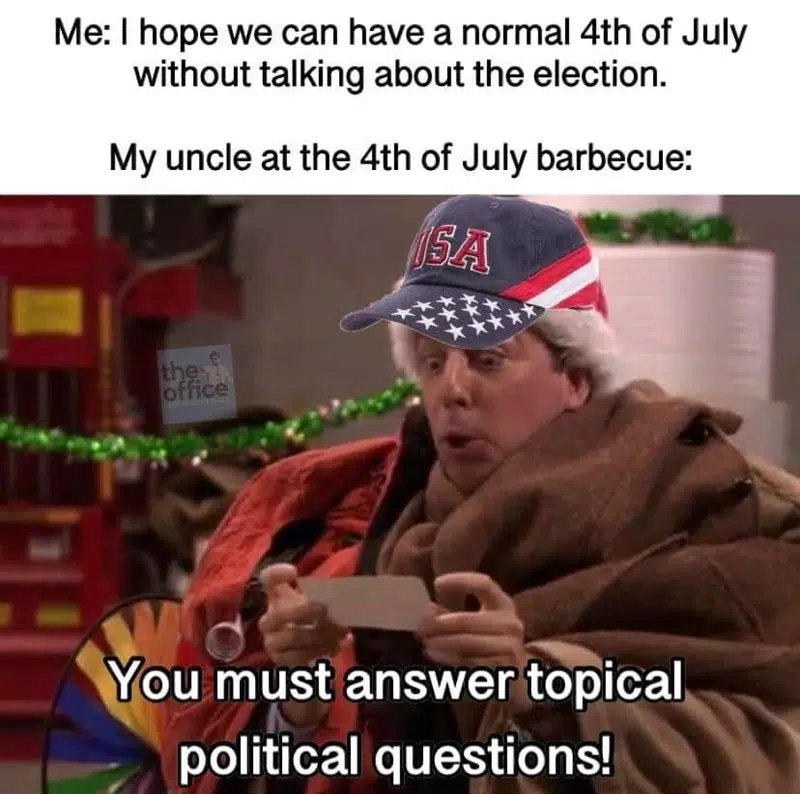 Me: I hope we can have a normal 4th of July
without talking about the election.
My uncle at the 4th of July barbecue:
USA
the
office
You must answer topical
political questions!